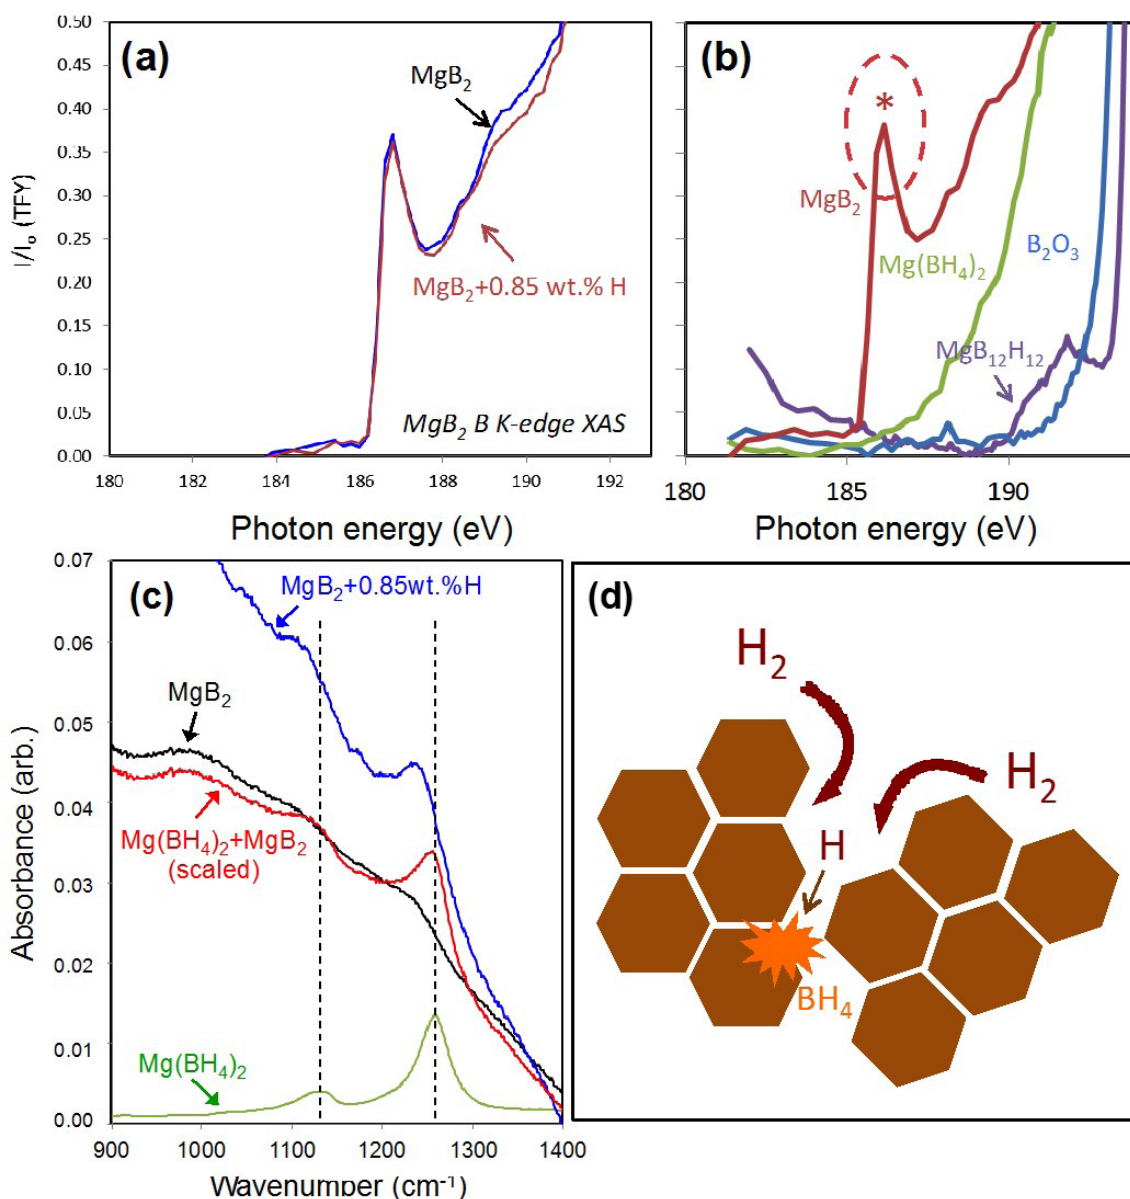 (a)
0.50
0.45
0.40
0.35
0.30
0.25
0.20
0.15
0.10
0.05
0.00
I/Iₒ (TFY)
MgB₂
MgB₂+0.85 wt.% H
MgB₂ B K-edge XAS
180 182 184 186 188 190 192
Photon energy (eV)
(b)
*
MgB₂
Mg(BH₄)₂
B₂O₃
MgB₁₂H₁₂
180 185 190
Photon energy (eV)
(c)
0.07
0.06
0.05
0.04
0.03
0.02
0.01
0.00
Absorbance (arb.)
MgB₂+0.85wt.%H
MgB₂
Mg(BH₄)₂+MgB₂
(scaled)
Mg(BH₄)₂
900 1000 1100 1200 1300 1400
Wavenumber (cm⁻¹)
(d)
H₂
H₂
H
BH₄